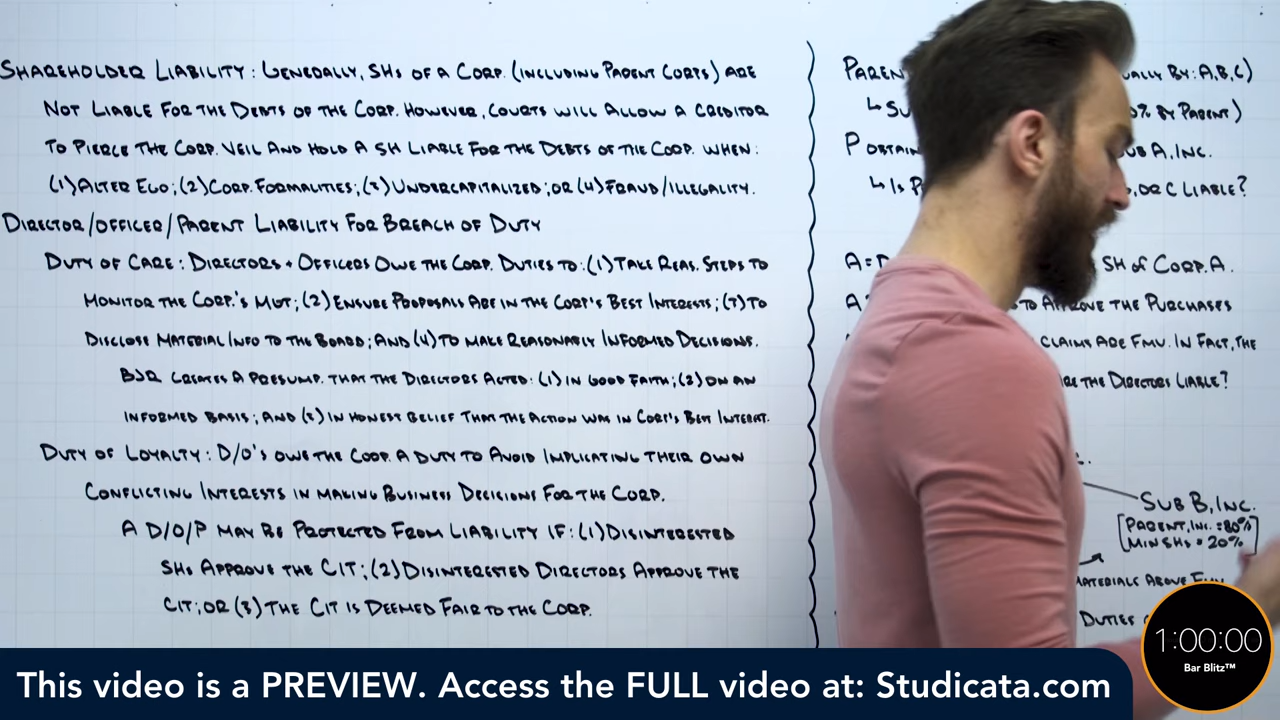 SHAREHOLDER LIABILITY: GENERALLY, SHs OF A CORP. (INCLUDING PARENT CORPS) ARE
NOT LIABLE FOR THE DEBTS OF THE CORP. HOWEVER, COURTS WILL ALLOW A CREDITOR
TO PIERCE THE CORP. VEIL AND HOLD A SH LIABLE FOR THE DEBTS OF THE CORP. WHEN:
(1) ALTER EGO; (2) CORP. FORMALITIES; (3) UNDERCAPITALIZED; OR (4) FRAUD/ILLEGALITY.
DIRECTOR/OFFICER/PARENT LIABILITY FOR BREACH OF DUTY
DUTY OF CARE: DIRECTORS + OFFICERS OWE THE CORP. DUTIES TO: (1) TAKE REAS. STEPS TO
MONITOR THE CORP.'S MGT; (2) ENSURE PROPOSALS ARE IN THE CORP'S BEST INTERESTS; (3) TO
DISCLOSE MATERIAL INFO TO THE BOARD; AND (4) TO MAKE REASONABLY INFORMED DECISIONS.
BJR CREATES A PRESUMP. THAT THE DIRECTORS ACTED: (1) IN GOOD FAITH; (2) ON AN
INFORMED BASIS; AND (3) IN HONEST BELIEF THAT THE ACTION WAS IN CORP'S BEST INTEREST.
DUTY OF LOYALTY: D/O'S OWE THE CORP. A DUTY TO AVOID IMPLICATING THEIR OWN
CONFLICTING INTERESTS IN MAKING BUSINESS DECISIONS FOR THE CORP.
A D/O/P MAY BE PROTECTED FROM LIABILITY IF: (1) DISINTERESTED
SHs APPROVE THE CIT; (2) DISINTERESTED DIRECTORS APPROVE THE
CIT; OR (3) THE CIT IS DEEMED FAIR TO THE CORP.
PAREN UALLY BY: A, B, C)
↳ SU 0% BY PARENT)
P OBTAIN UB A, INC.
↳ IS P , OR C LIABLE?
A = D SH OF CORP. A.
A TO APPROVE THE PURCHASES
CLAIMS ARE FMV. IN FACT, THE
RE THE DIRECTORS LIABLE?
C.
SUB B, INC.
[PARENT, INC. = 80%
MIN SHs = 20%]
MATERIALS ABOVE FMV
DUTIES
1:00:00
Bar Blitz™
This video is a PREVIEW. Access the FULL video at: Studicata.com